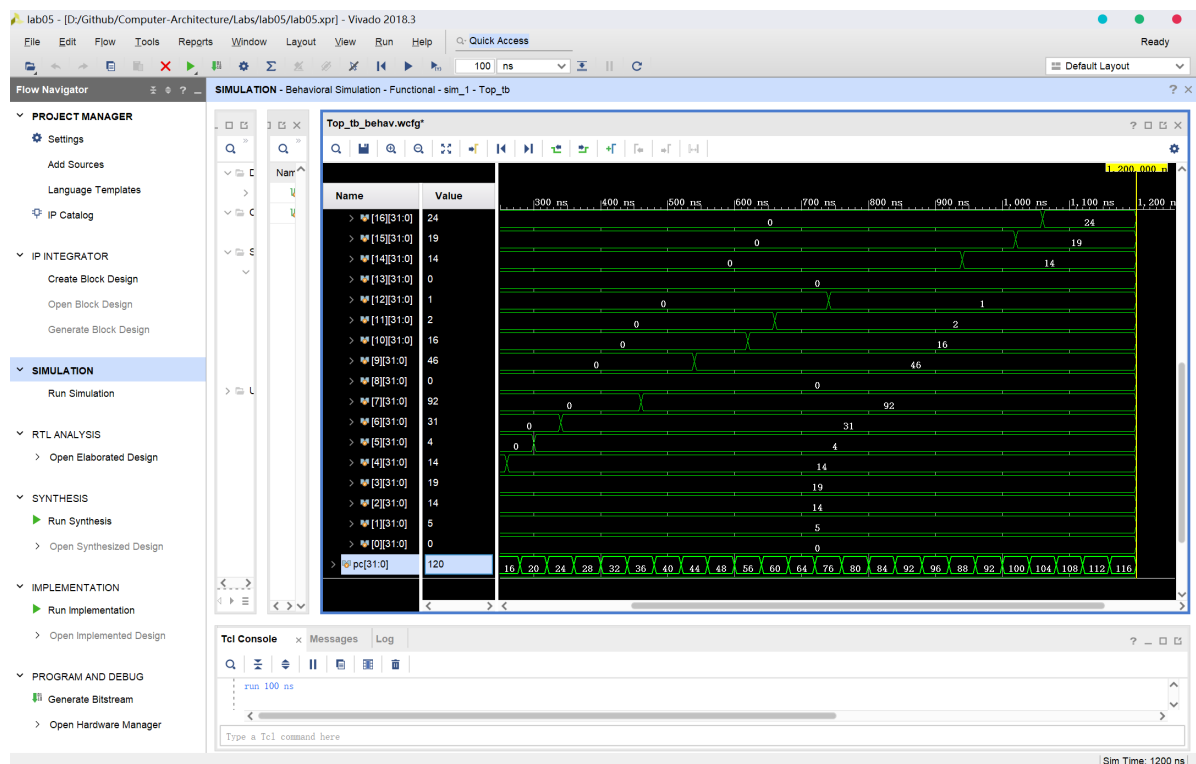 lab05 - [D:/Github/Computer-Architecture/Labs/lab05/lab05.xpr] - Vivado 2018.3
File Edit Flow Tools Reports Window Layout View Run Help Quick Access Ready
100 ns Default Layout
Flow Navigator ? _
SIMULATION - Behavioral Simulation - Functional - sim_1 - Top_tb ? ×
PROJECT MANAGER
Settings
Add Sources
Language Templates
IP Catalog
IP INTEGRATOR
Create Block Design
Open Block Design
Generate Block Design
SIMULATION
Run Simulation
RTL ANALYSIS
Open Elaborated Design
SYNTHESIS
Run Synthesis
Open Synthesized Design
IMPLEMENTATION
Run Implementation
Open Implemented Design
PROGRAM AND DEBUG
Generate Bitstream
Open Hardware Manager
Nam
Top_tb_behav.wcfg*
1,200.000 n
Name Value
300 ns 400 ns 500 ns 600 ns 700 ns 800 ns 900 ns 1,000 ns 1,100 ns 1,200 n
[16][31:0] 24 0 24
[15][31:0] 19 0 19
[14][31:0] 14 0 14
[13][31:0] 0 0
[12][31:0] 1 0 1
[11][31:0] 2 0 2
[10][31:0] 16 0 16
[9][31:0] 46 0 46
[8][31:0] 0 0
[7][31:0] 92 0 92
[6][31:0] 31 0 31
[5][31:0] 4 0 4
[4][31:0] 14 14
[3][31:0] 19 19
[2][31:0] 14 14
[1][31:0] 5 5
[0][31:0] 0 0
pc[31:0] 120 16 20 24 28 32 36 40 44 48 56 60 64 76 80 84 92 96 88 92 100 104 108 112 116
Tcl Console × Messages Log
run 100 ns
Type a Tcl command here
Sim Time: 1200 ns